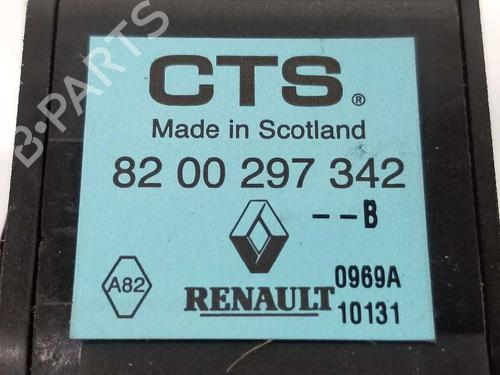 B-PARTS
CTS®
Made in Scotland
82 00 297 342
--B
A82
RENAULT
0969A
10131